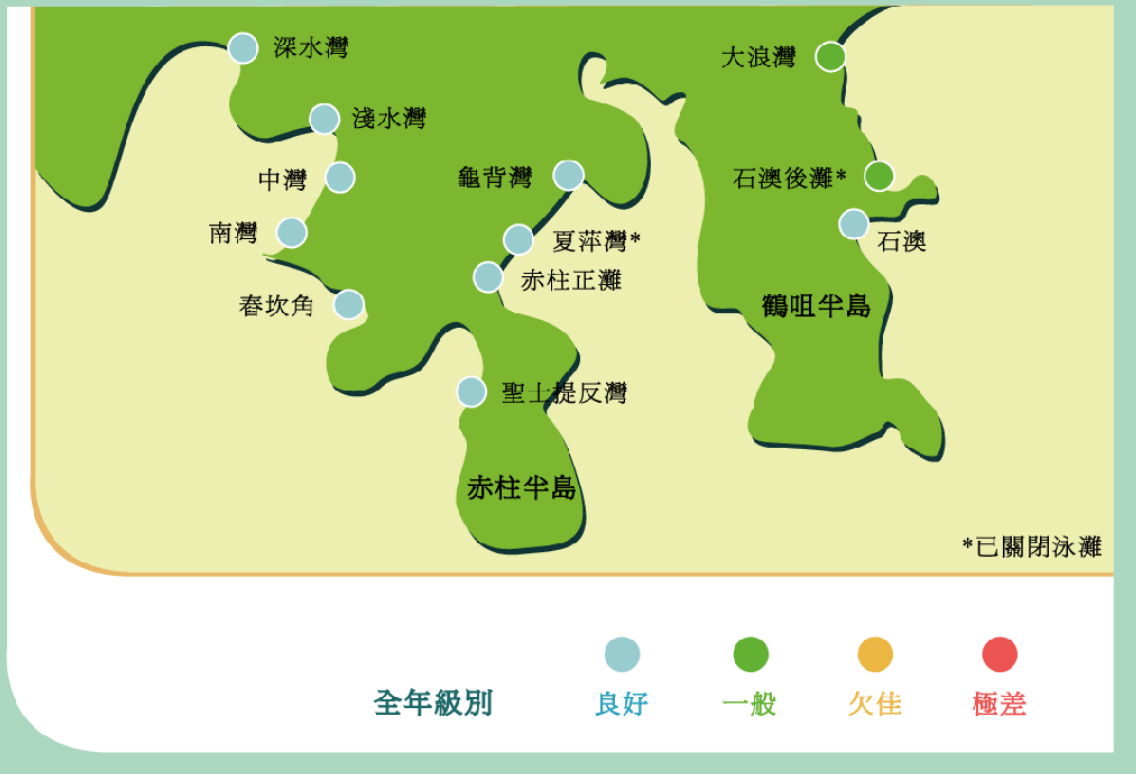 深水灣
大浪灣
淺水灣
中灣
龜背灣
石澳後灘*
南灣
夏萍灣*
石澳
赤柱正灘
舂坎角
鶴咀半島
聖士提反灣
赤柱半島
*已關閉泳灘
全年級別
良好
一般
欠佳
極差